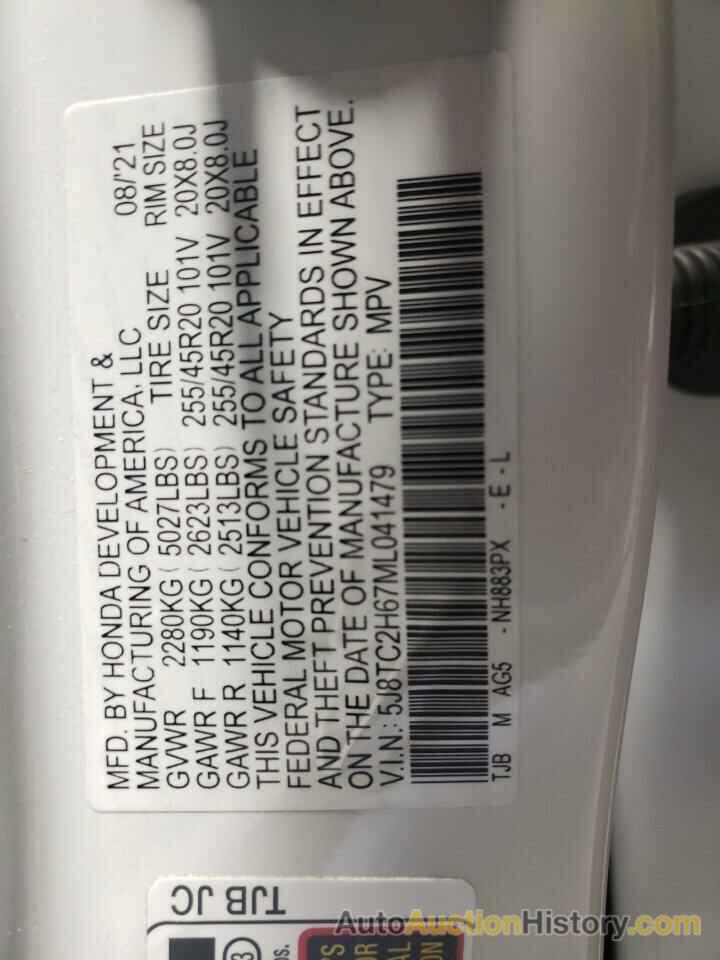 MFD. BY HONDA DEVELOPMENT & 08/'21
MANUFACTURING OF AMERICA, LLC RIM SIZE
GVWR 2280KG ( 5027LBS) TIRE SIZE
GAWR F 1190KG ( 2623LBS) 255/45R20 101V 20X8.0J
GAWR R 1140KG ( 2513LBS) 255/45R20 101V 20X8.0J
THIS VEHICLE CONFORMS TO ALL APPLICABLE
FEDERAL MOTOR VEHICLE SAFETY
AND THEFT PREVENTION STANDARDS IN EFFECT
ON THE DATE OF MANUFACTURE SHOWN ABOVE.
V.I.N.: 5J8TC2H67ML041479 TYPE: MPV
TJB M AG5 -NH883PX -E-L
TJB JC
AutoAuctionHistory.com